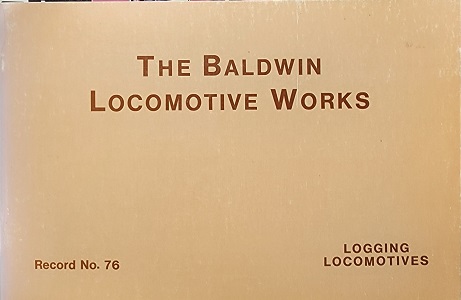 THE BALDWIN
LOCOMOTIVE WORKS
Record No. 76
LOGGING
LOCOMOTIVES